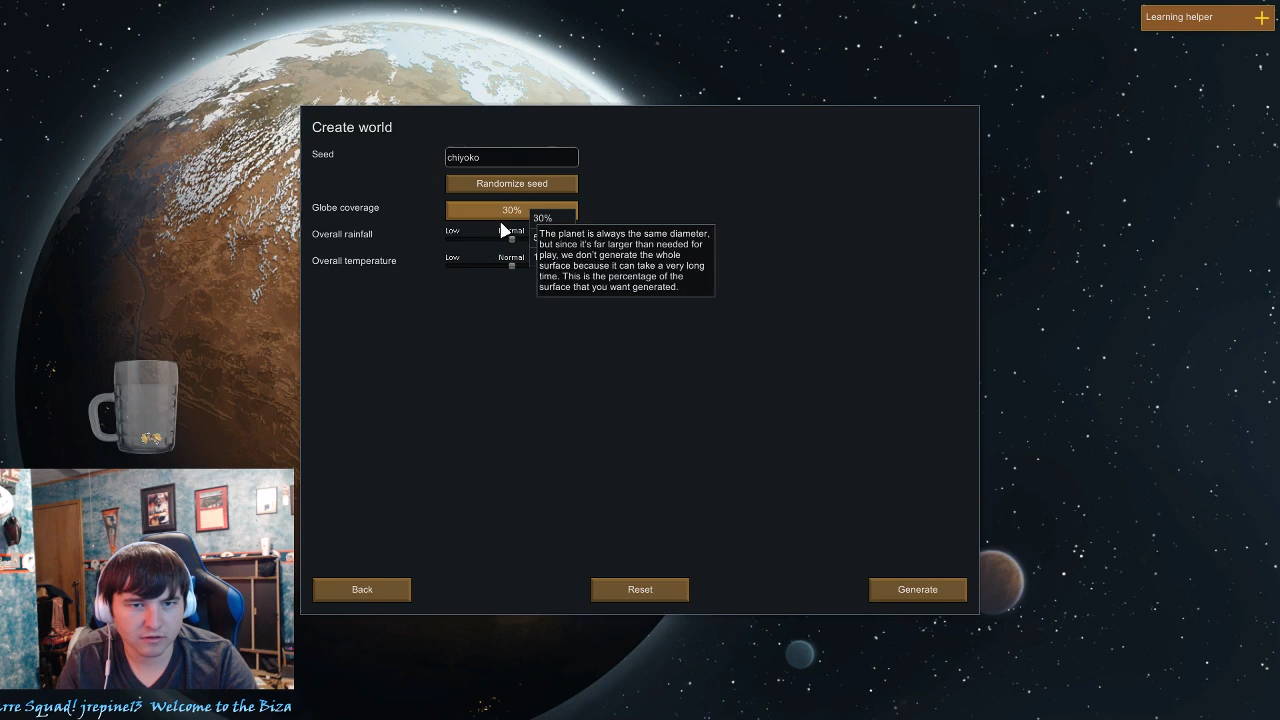 Learning helper
Create world
Seed
chiyoko
Randomize seed
Globe coverage
30%
30%
Overall rainfall
Low
The planet is always the same diameter,
but since it's far larger than needed for
play, we don't generate the whole
surface because it can take a very long
time. This is the percentage of the
surface that you want generated.
Overall temperature
Low
Normal
Back
Reset
Generate
Squad! jrepine13 Welcome to the Biza